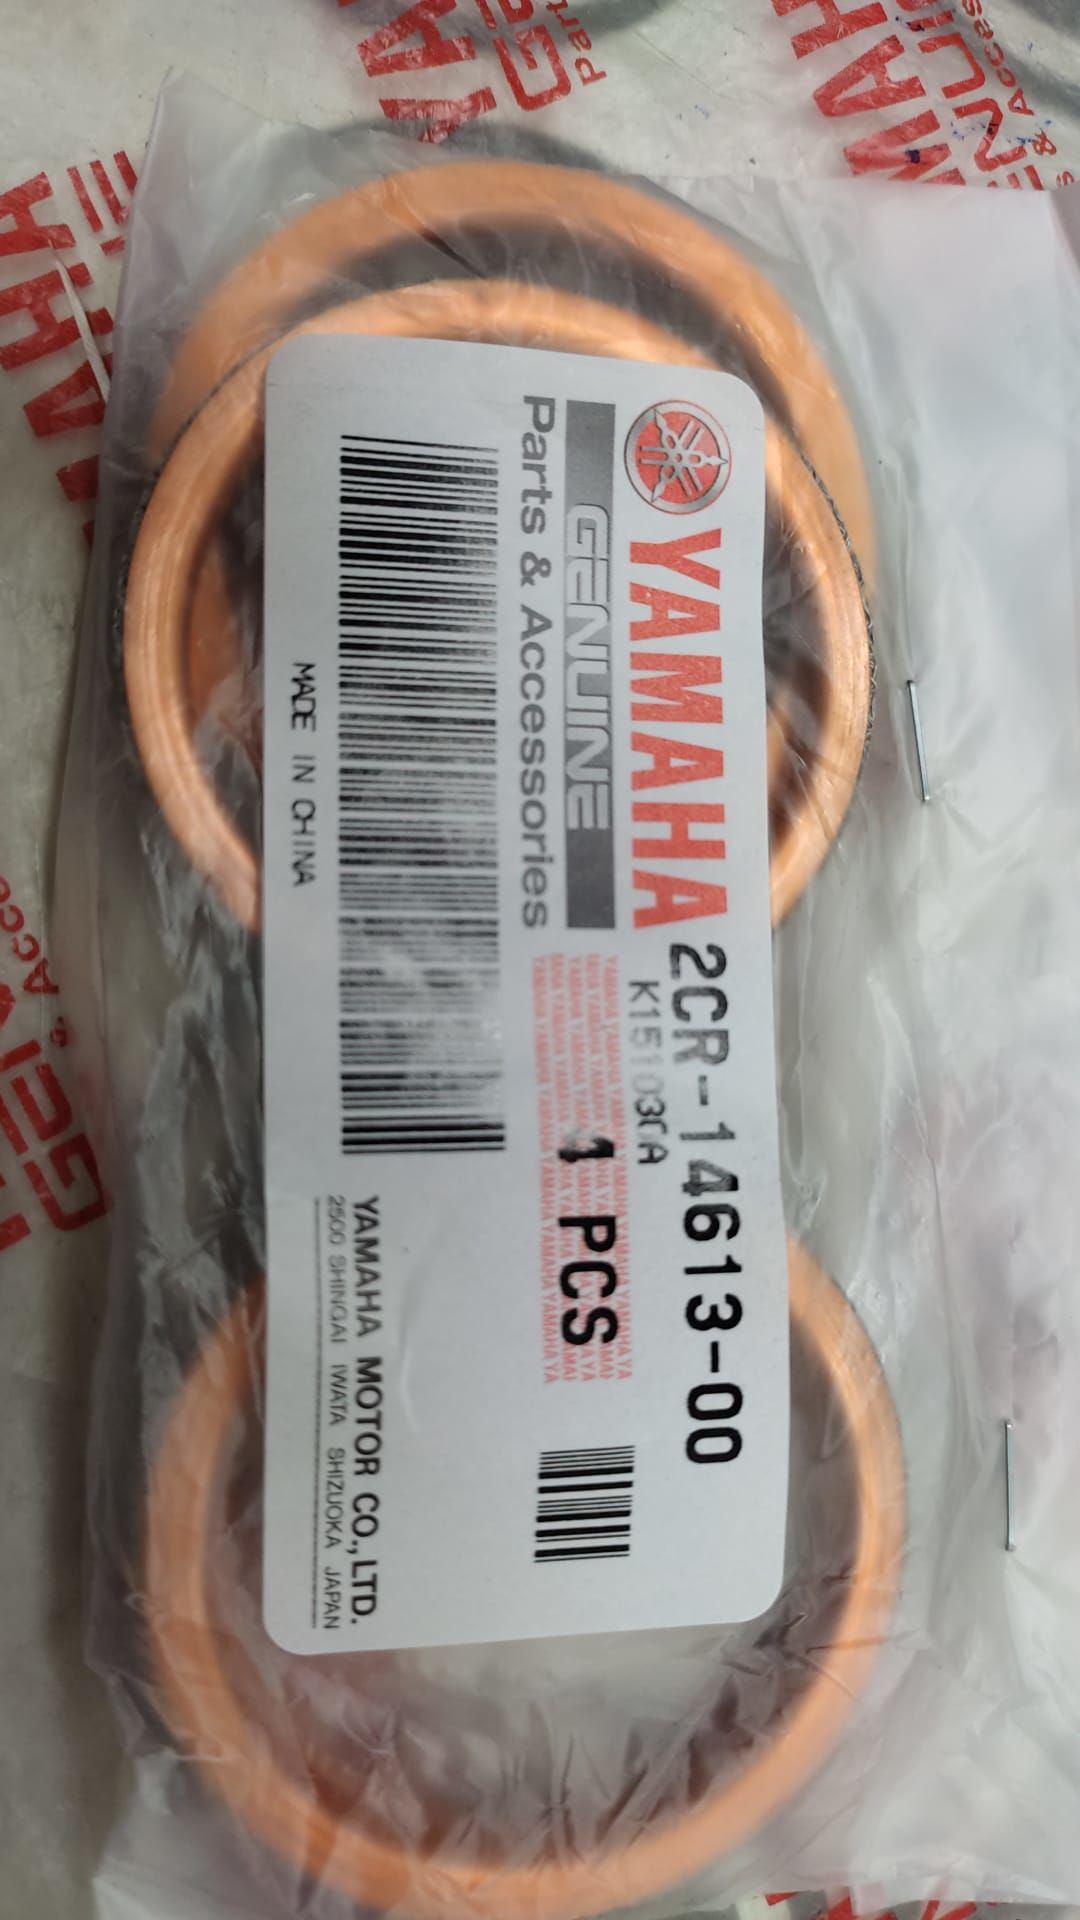 YAMAHA
GENUINE
Parts & Accessories
2CR-14613-00
K151030A
1 PCS
MADE IN CHINA
YAMAHA MOTOR CO., LTD.
2500 SHINGAI IWATA SHIZUOKA JAPAN